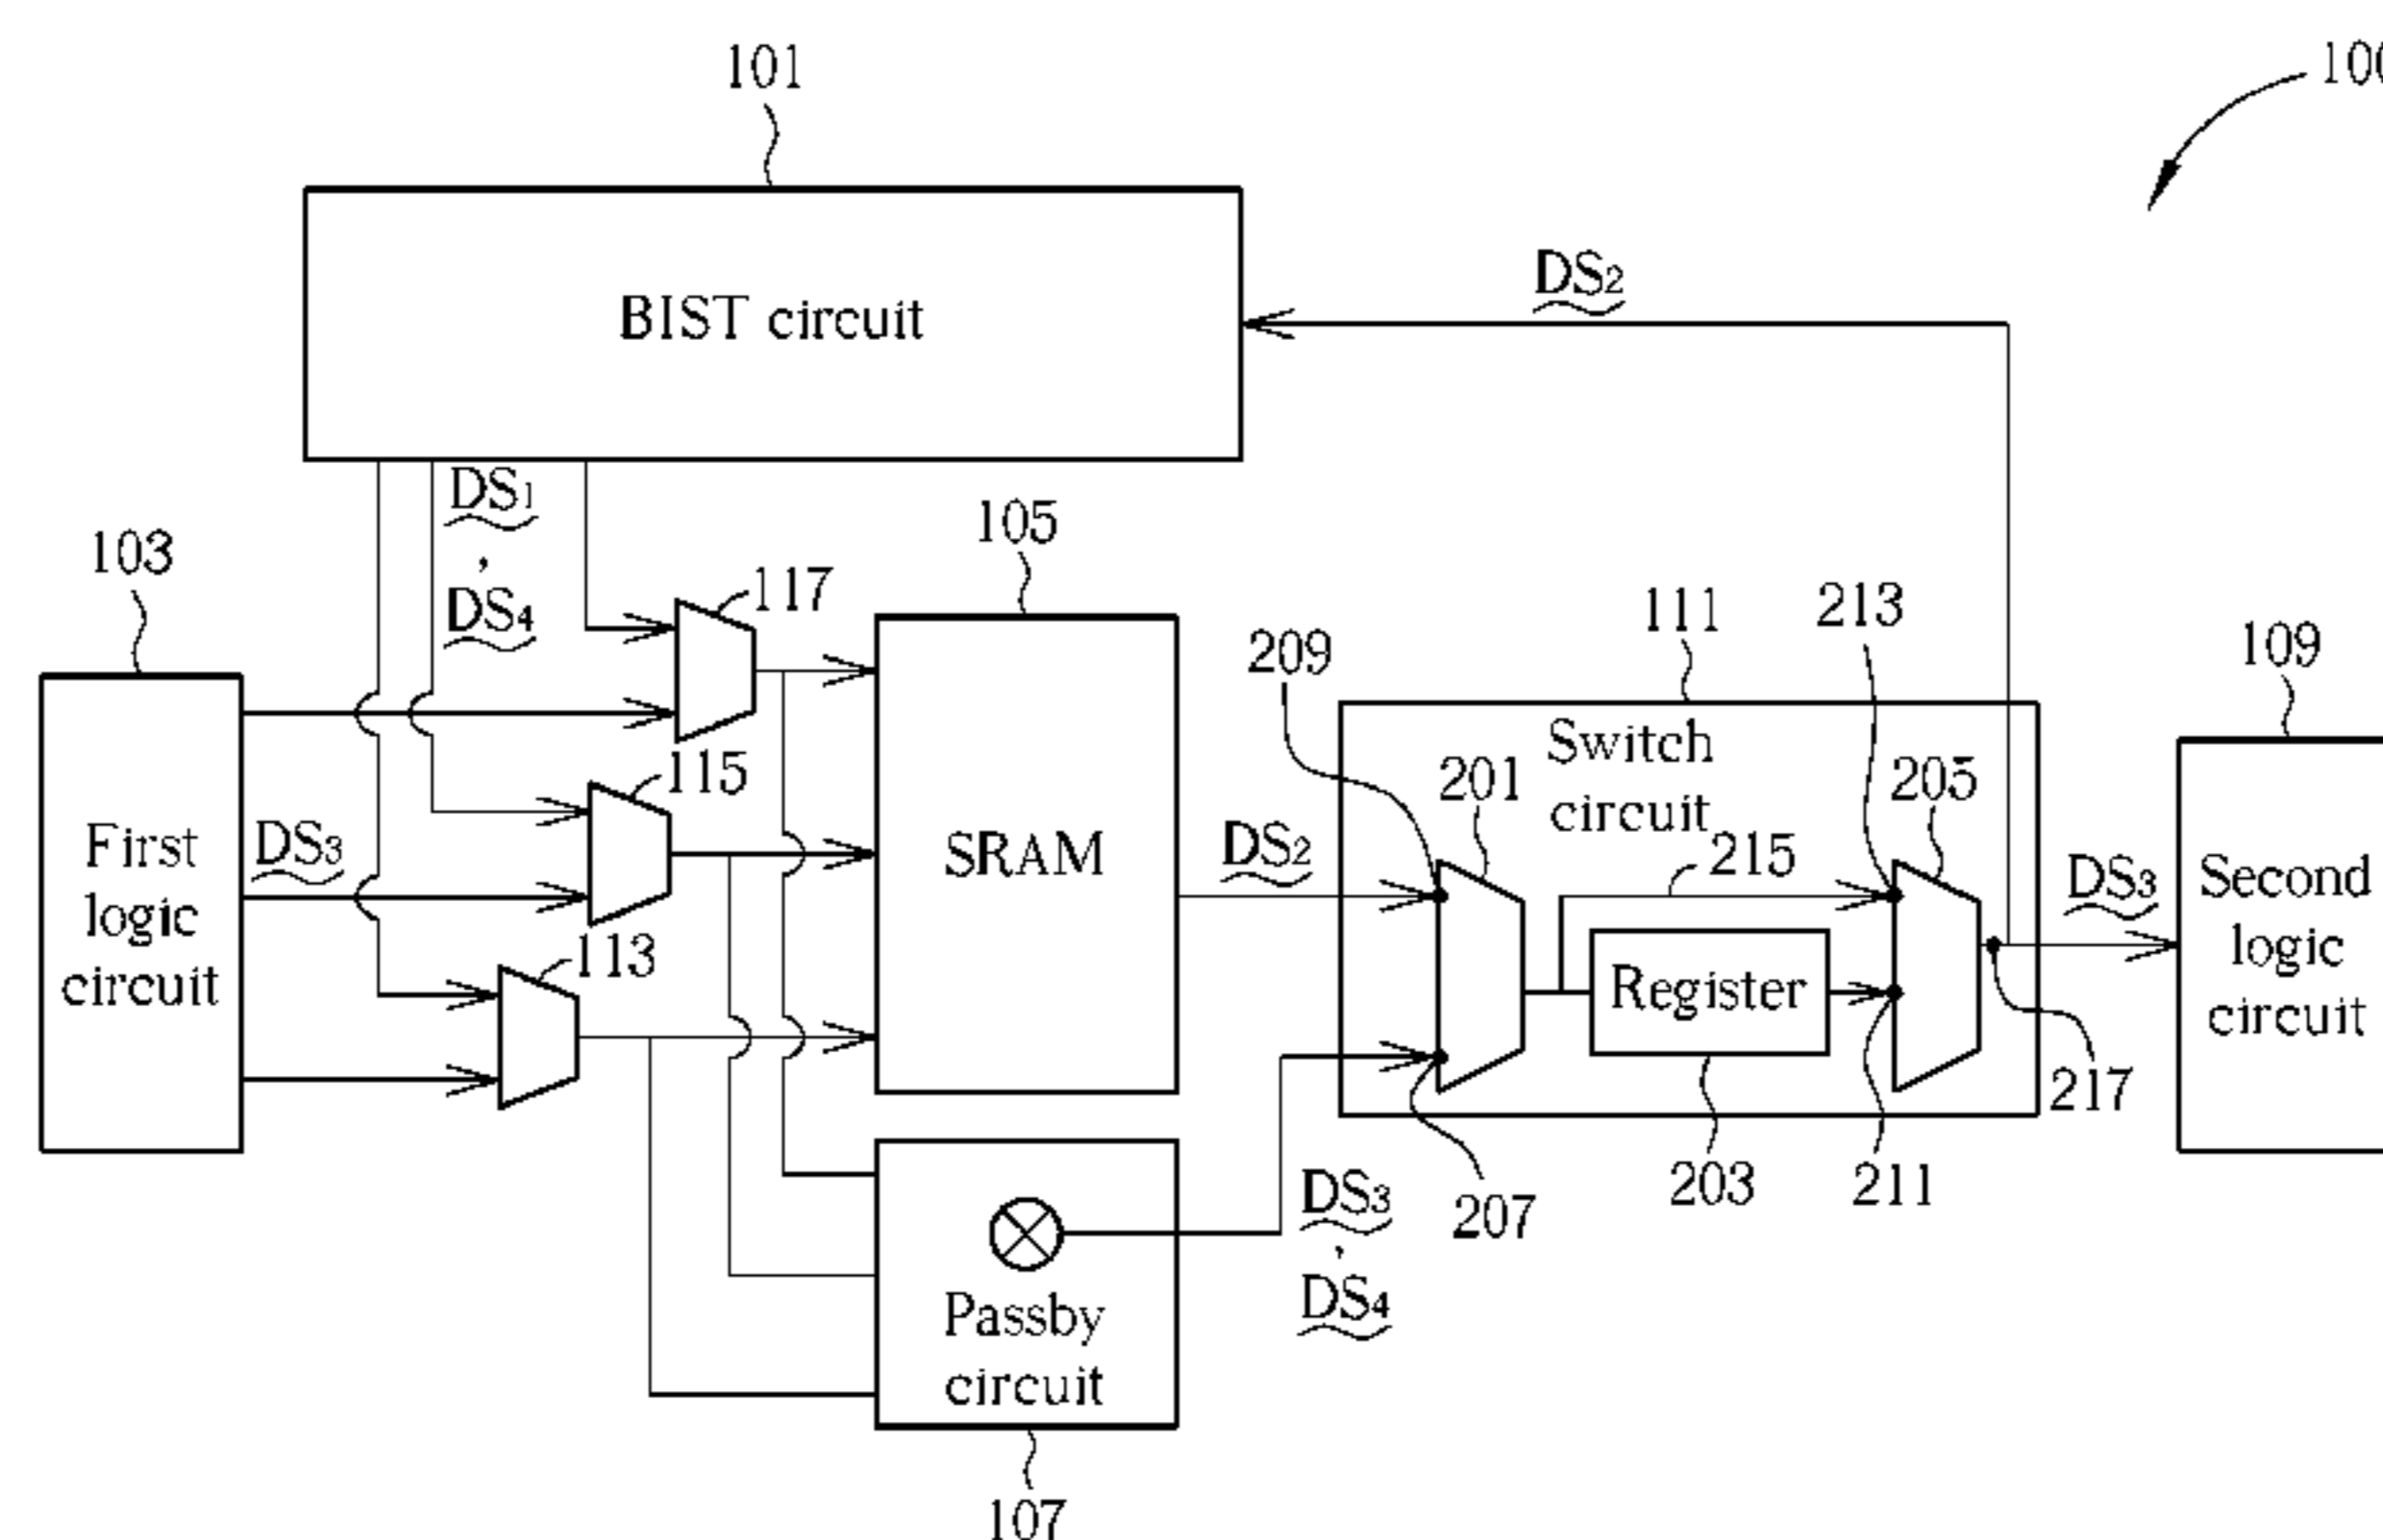 101
100
BIST circuit
DS2
DS1
,
DS4
103
105
117
111
213
209
109
115
Switch
circuit
201
205
First
logic
circuit
DS3
SRAM
DS2
215
DS3
Second
logic
circuit
113
Register
217
203
211
207
DS3
,
DS4
Passby
circuit
107